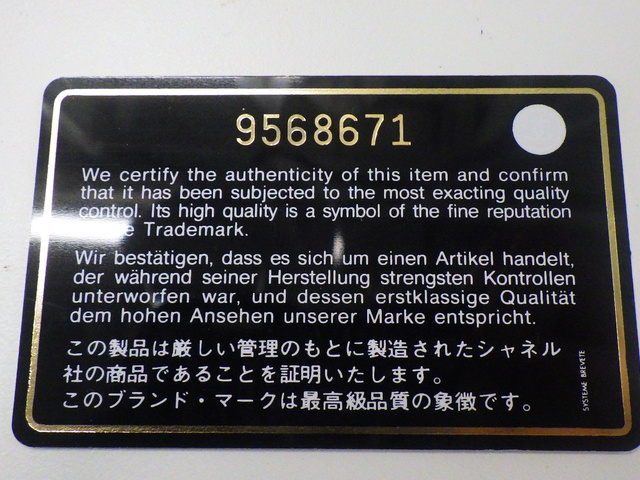 9568671
We certify the authenticity of this item and confirm
that it has been subjected to the most exacting quality
control. Its high quality is a symbol of the fine reputation
Trademark.
Wir bestätigen, dass es sich um einen Artikel handelt,
der während seiner Herstellung strengsten Kontrollen
unterworfen war, und dessen erstklassige Qualität
dem hohen Ansehen unserer Marke entspricht.
この製品は厳しい管理のもとに製造されたシャネル
社の商品であることを証明いたします。
このブランド・マークは最高級品質の象徴です。
SYSTEME BREVETE